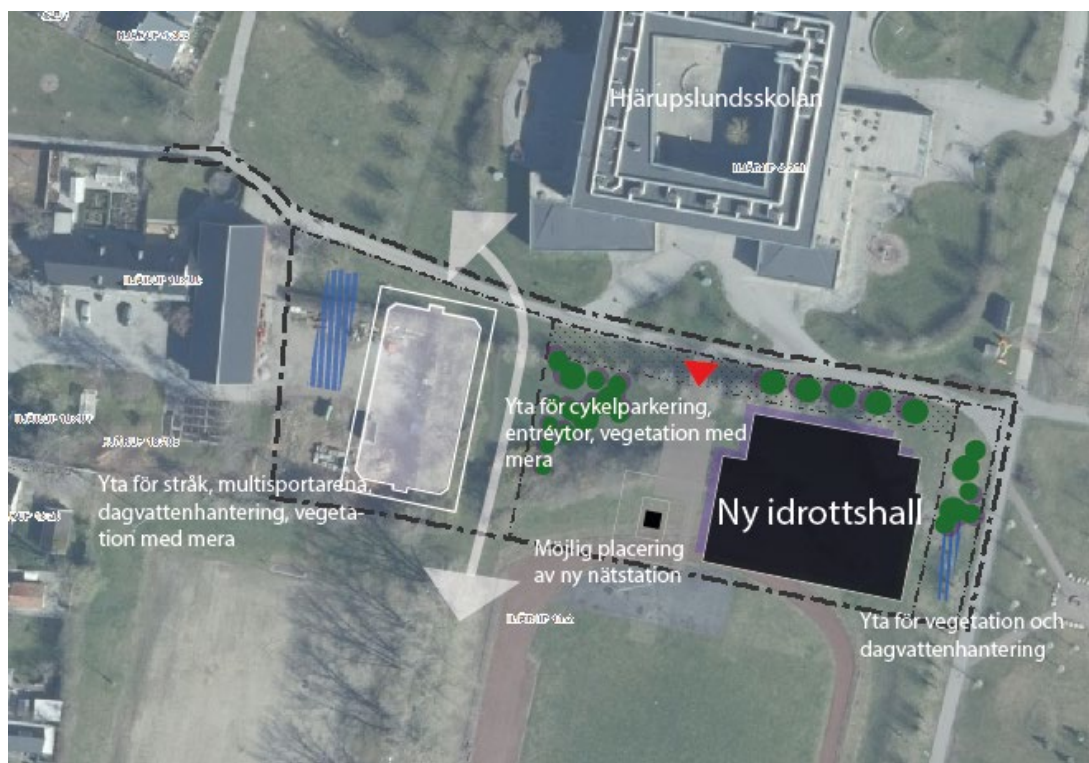 Hjärupslundsskolan
Yta för cykelparkering,
entréytor, vegetation med
mera
Yta för stråk, multisportarena,
dagvattenhantering, vegeta-
tion med mera
Ny idrottshall
Möjlig placering
av ny nätstation
Yta för vegetation och
dagvattenhantering